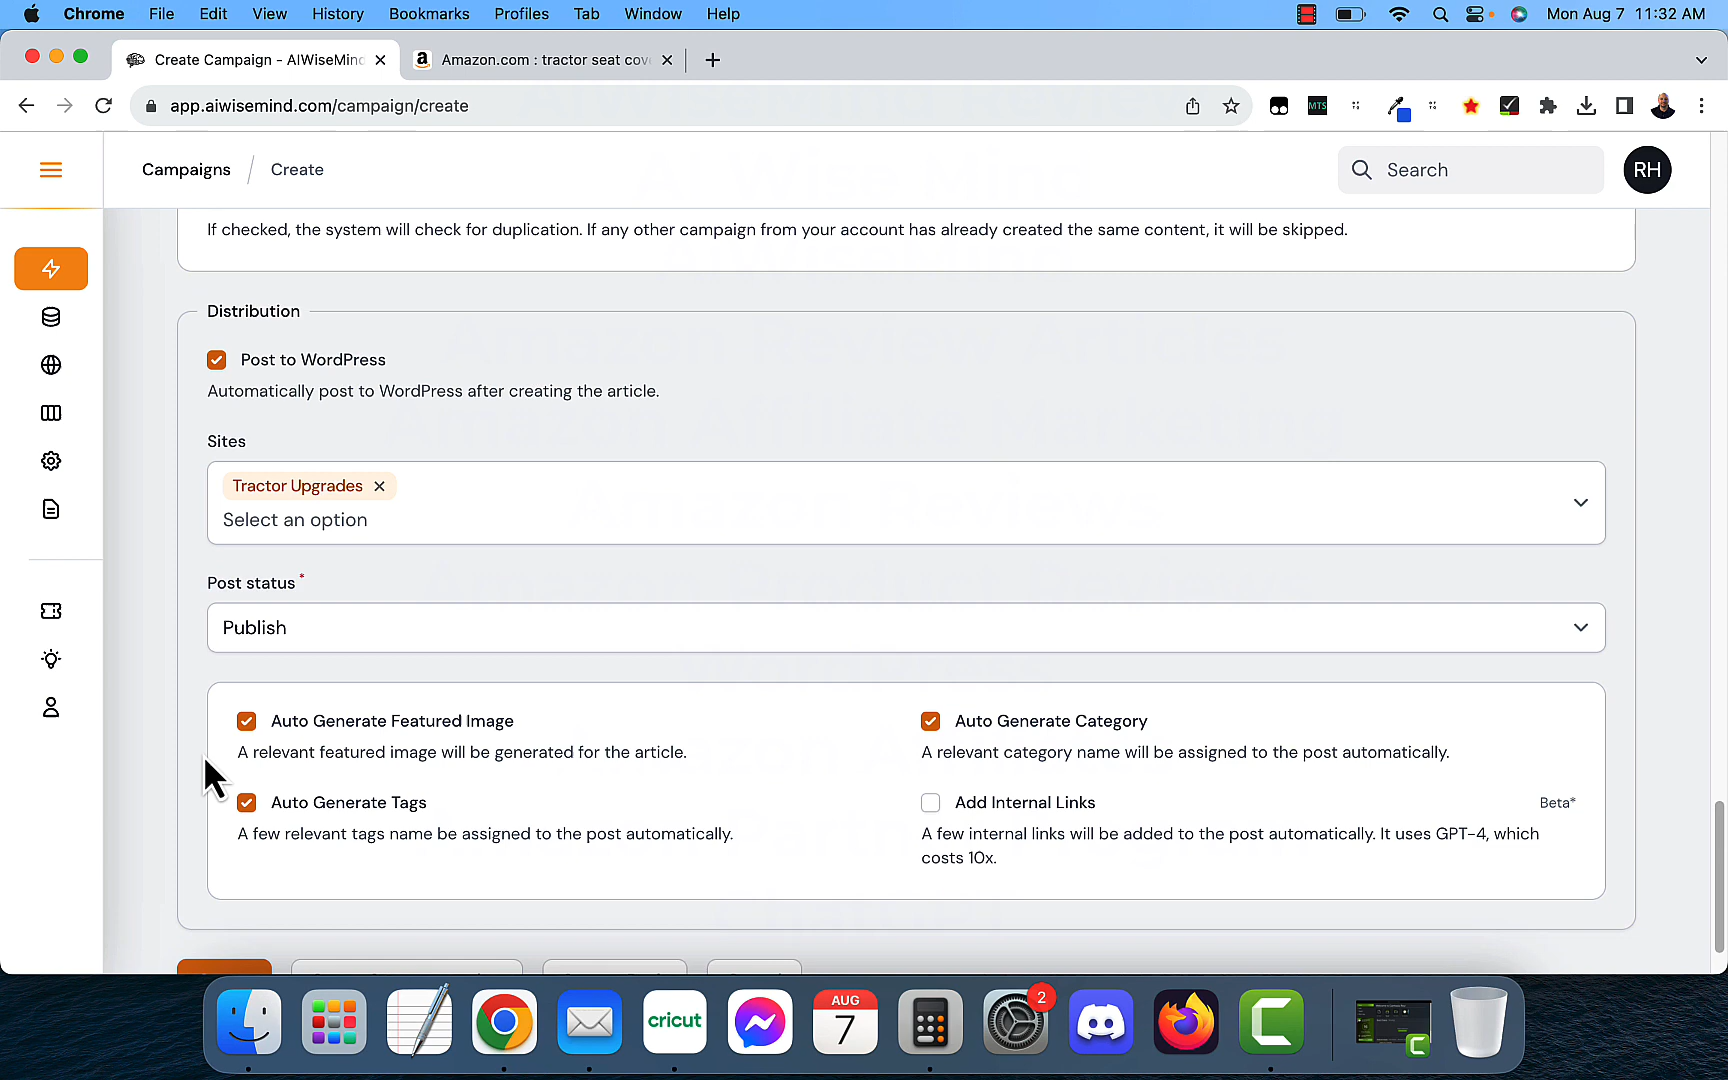 Chrome File Edit View History Bookmarks Profiles Tab Window Help Mon Aug 7 11:32 AM
Create Campaign - AIWiseMind
Amazon.com : tractor seat cov
app.aiwisemind.com/campaign/create
MTS
Campaigns / Create
Search
RH
If checked, the system will check for duplication. If any other campaign from your account has already created the same content, it will be skipped.
Distribution
Post to WordPress
Automatically post to WordPress after creating the article.
Sites
Tractor Upgrades
Select an option
Post status *
Publish
Auto Generate Featured Image
A relevant featured image will be generated for the article.
Auto Generate Category
A relevant category name will be assigned to the post automatically.
Auto Generate Tags
A few relevant tags name be assigned to the post automatically.
Add Internal Links
Beta*
A few internal links will be added to the post automatically. It uses GPT-4, which
costs 10x.
cricut
AUG
7
2